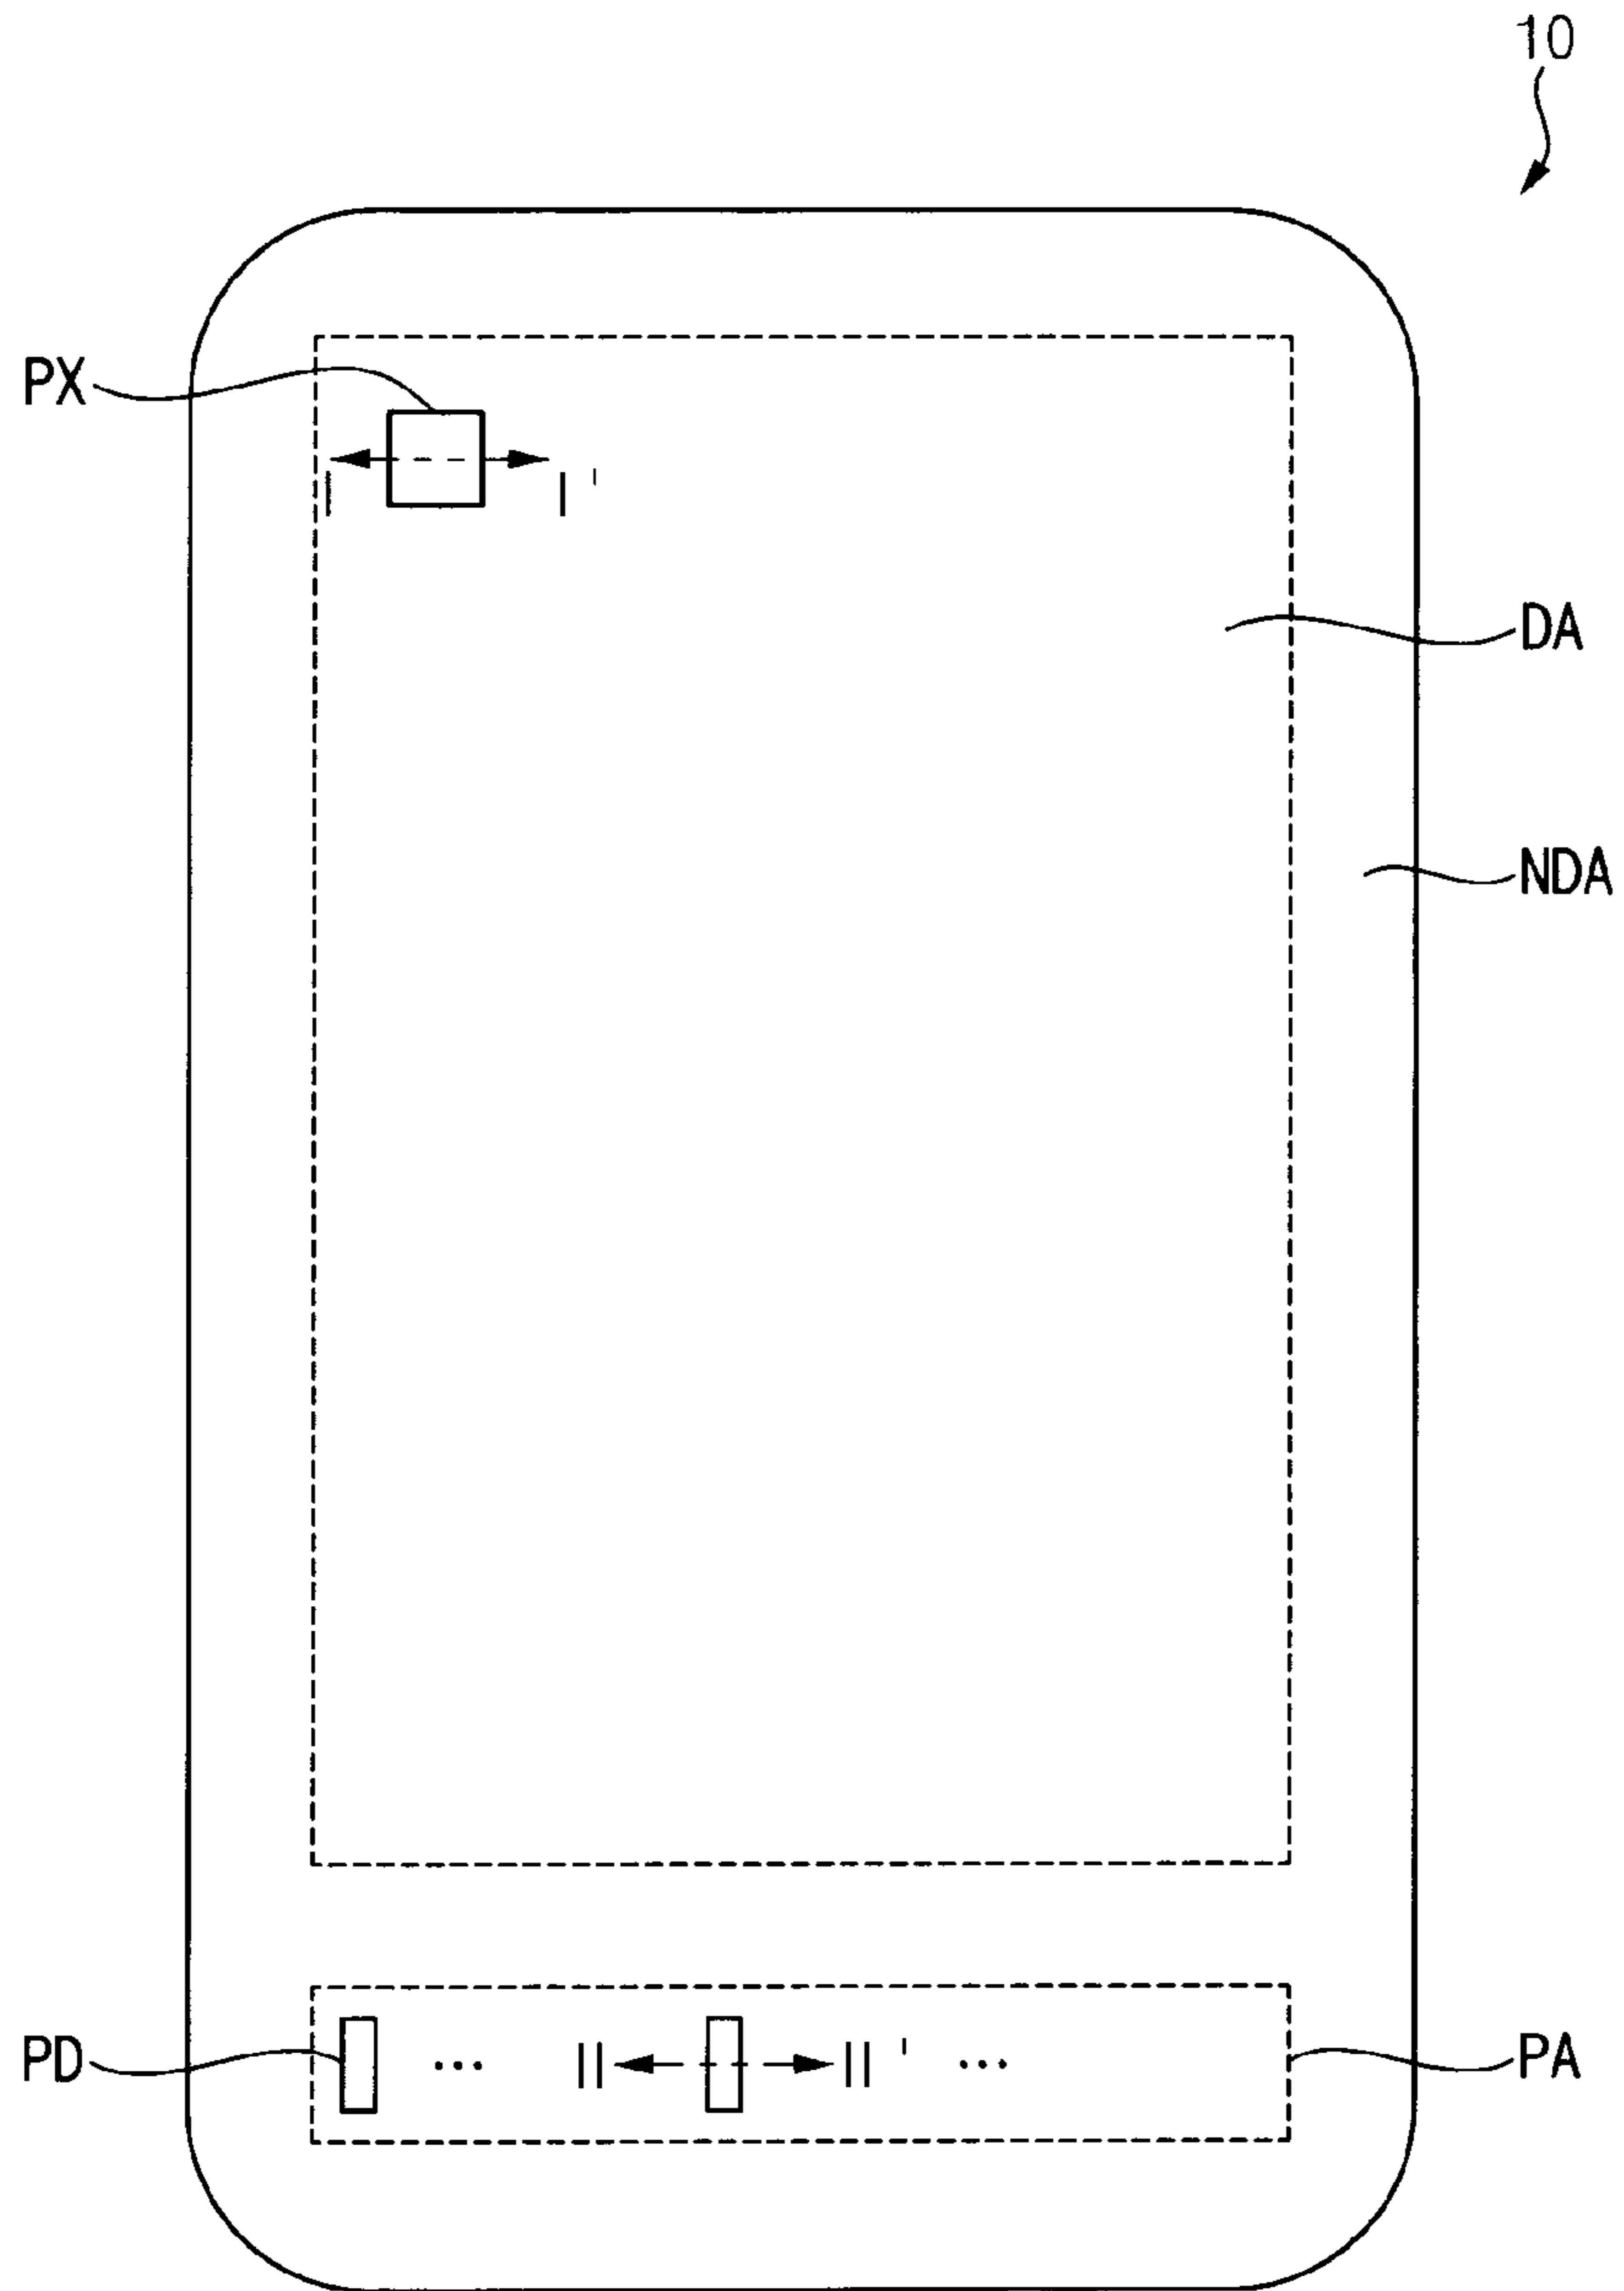 10
PX
I I'
DA
NDA
PD ... II II' ... PA